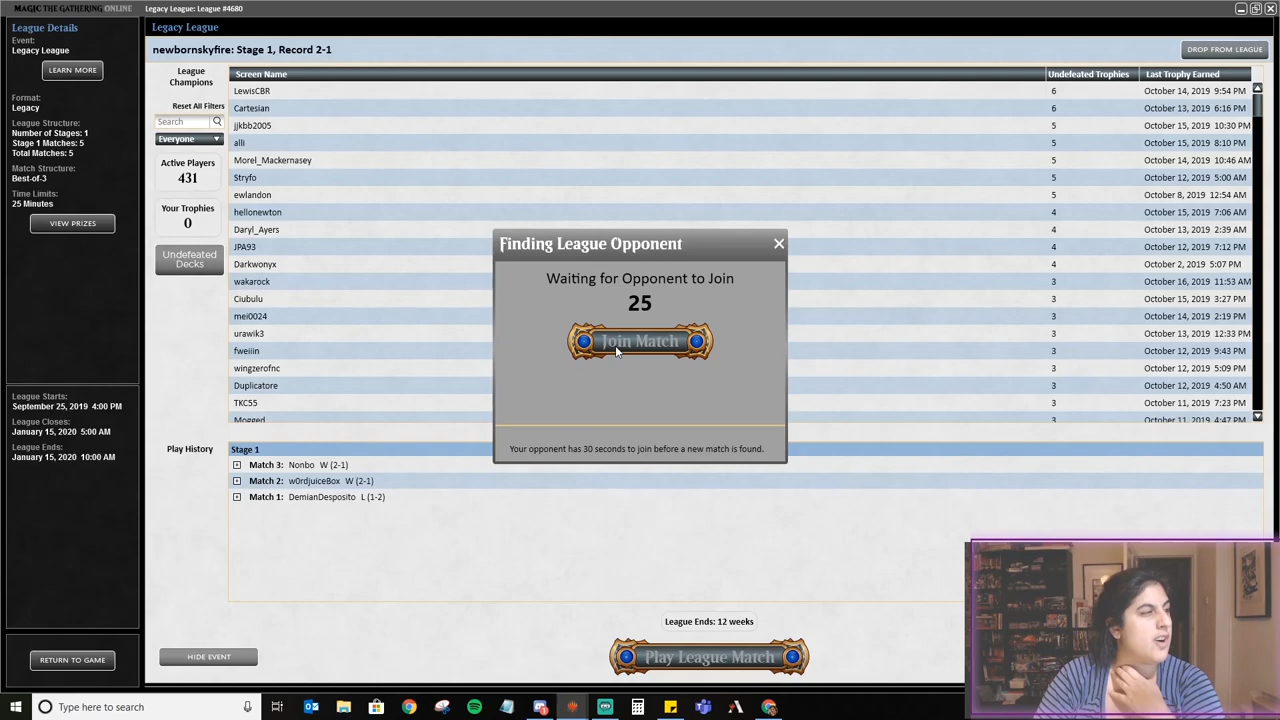 MAGIC THE GATHERING ONLINE
Legacy League: League #4680
League Details
Event:
Legacy League
LEARN MORE
Format:
Legacy
League Structure:
Number of Stages: 1
Stage 1 Matches: 5
Total Matches: 5
Match Structure:
Best-of-3
Time Limits:
25 Minutes
VIEW PRIZES
League Starts:
September 25, 2019 4:00 PM
League Closes:
January 15, 2020 5:00 AM
League Ends:
January 15, 2020 10:00 AM
RETURN TO GAME
Legacy League
newbornskyfire: Stage 1, Record 2-1
DROP FROM LEAGUE
League
Champions
Reset All Filters
Search
Everyone
Active Players
431
Your Trophies
0
Undefeated
Decks
Screen Name Undefeated Trophies Last Trophy Earned
LewisCBR 6 October 14, 2019 9:54 PM
Cartesian 6 October 13, 2019 6:16 PM
jjkbb2005 5 October 15, 2019 10:30 PM
alli 5 October 15, 2019 8:10 PM
Morel_Mackernasey 5 October 14, 2019 10:46 AM
Stryfo 5 October 12, 2019 5:00 AM
ewlandon 5 October 8, 2019 12:54 AM
hellonewton 4 October 15, 2019 7:06 AM
Daryl_Ayers 4 October 13, 2019 2:39 AM
JPA93 4 October 12, 2019 7:12 PM
Darkwonyx 4 October 2, 2019 5:07 PM
wakarock 3 October 16, 2019 11:53 AM
Ciubulu 3 October 15, 2019 3:27 PM
mei0024 3 October 14, 2019 2:19 PM
urawik3 3 October 13, 2019 12:33 PM
fweiiin 3 October 12, 2019 9:43 PM
wingzerofnc 3 October 12, 2019 5:09 PM
Duplicatore 3 October 12, 2019 4:50 AM
TKC55 3 October 11, 2019 7:23 PM
Mogged 3 October 11, 2019 4:47 PM
Finding League Opponent
Waiting for Opponent to Join
25
Join Match
Your opponent has 30 seconds to join before a new match is found.
Play History
Stage 1
Match 3: Nonbo W (2-1)
Match 2: w0rdjuiceBox W (2-1)
Match 1: DemianDesposito L (1-2)
League Ends: 12 weeks
HIDE EVENT
Play League Match
Type here to search